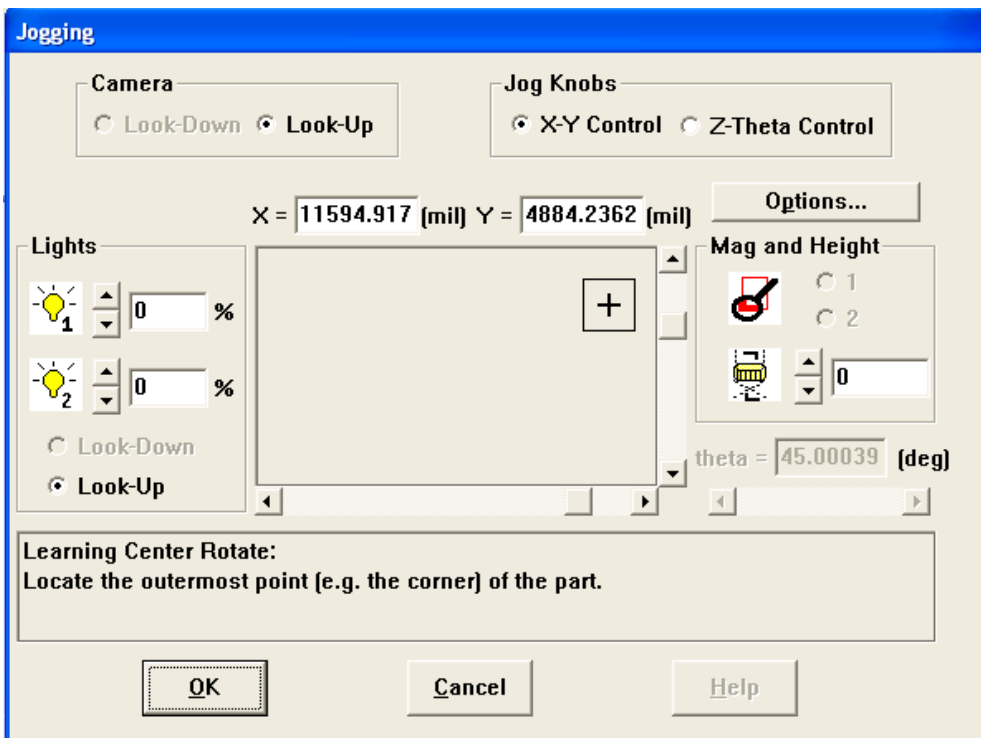 Jogging
Camera
Look-Down Look-Up
Jog Knobs
X-Y Control Z-Theta Control
X = 11594.917 (mil) Y = 4884.2362 (mil)
Options...
Lights
1 0 %
2 0 %
Look-Down
Look-Up
Mag and Height
1
2
0
theta = 45.00039 (deg)
Learning Center Rotate:
Locate the outermost point (e.g. the corner) of the part.
OK Cancel Help